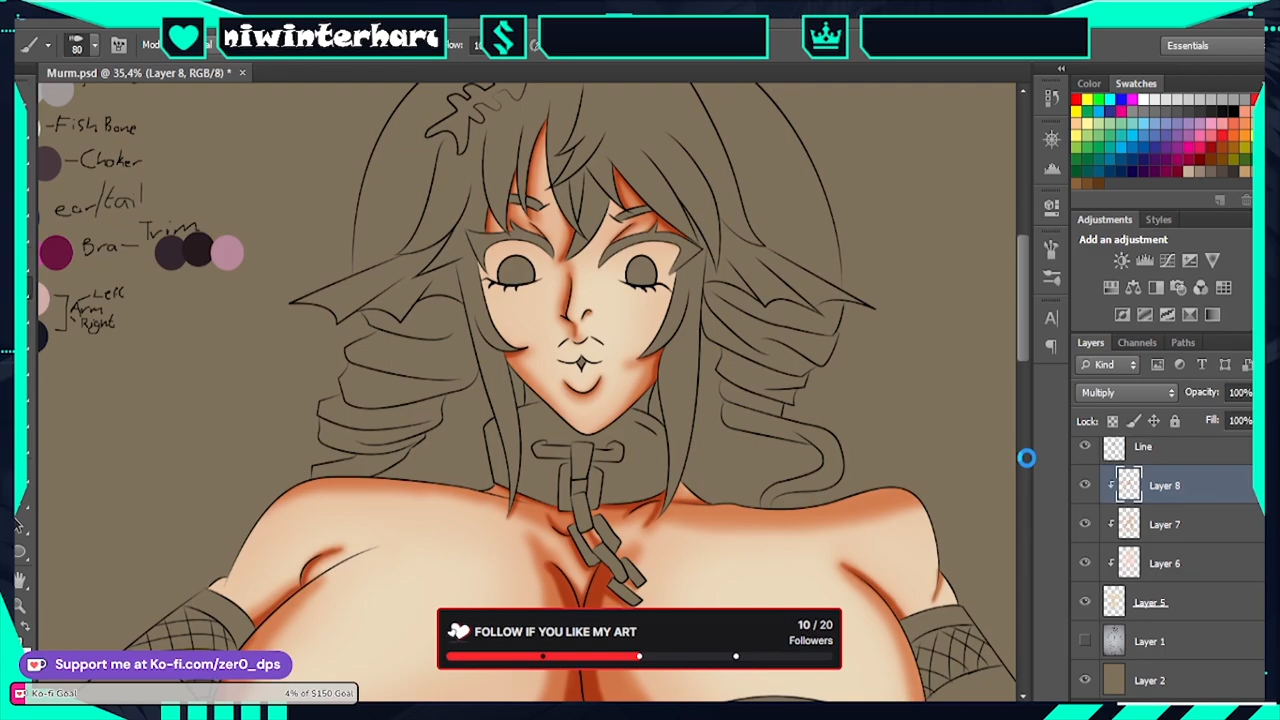 niwinterharu
80
Mod
Essentials
Murm.psd @ 35,4% (Layer 8, RGB/8) * ×
-Fish Bone
-Choker
ear/tail
Bra - Trim
Left
Arm
Right
Color Swatches
Adjustments Styles
Add an adjustment
Layers Channels Paths
Kind
Multiply Opacity: 100%
Lock: Fill: 100%
Line
Layer 8
Layer 7
Layer 6
Layer 5
Layer 1
Layer 2
FOLLOW IF YOU LIKE MY ART 10 / 20
Followers
Support me at Ko-fi.com/zer0_dps
Ko-fi Goal 4% of $150 Goal